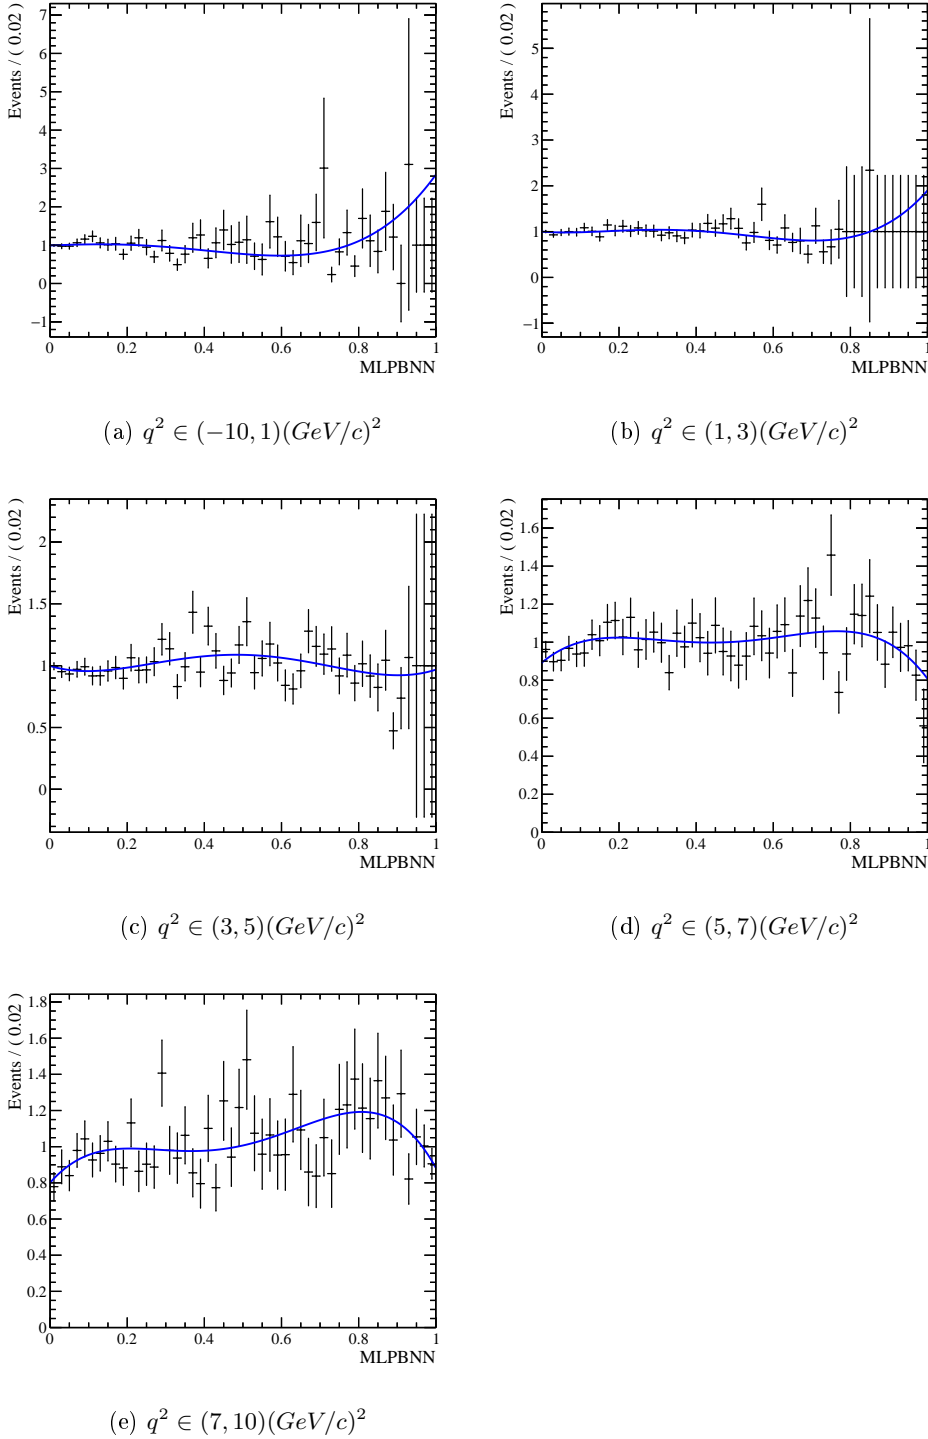 Events / ( 0.02 )
7
6
5
4
3
2
1
0
−1
0 0.2 0.4 0.6 0.8 1
MLPBNN
(a) q² ∈ (−10, 1)(GeV/c)²
Events / ( 0.02 )
5
4
3
2
1
0
−1
0 0.2 0.4 0.6 0.8 1
MLPBNN
(b) q² ∈ (1, 3)(GeV/c)²
Events / ( 0.02 )
2
1.5
1
0.5
0
0 0.2 0.4 0.6 0.8 1
MLPBNN
(c) q² ∈ (3, 5)(GeV/c)²
Events / ( 0.02 )
1.6
1.4
1.2
1
0.8
0.6
0.4
0.2
0
0 0.2 0.4 0.6 0.8 1
MLPBNN
(d) q² ∈ (5, 7)(GeV/c)²
Events / ( 0.02 )
1.8
1.6
1.4
1.2
1
0.8
0.6
0.4
0.2
0
0 0.2 0.4 0.6 0.8 1
MLPBNN
(e) q² ∈ (7, 10)(GeV/c)²